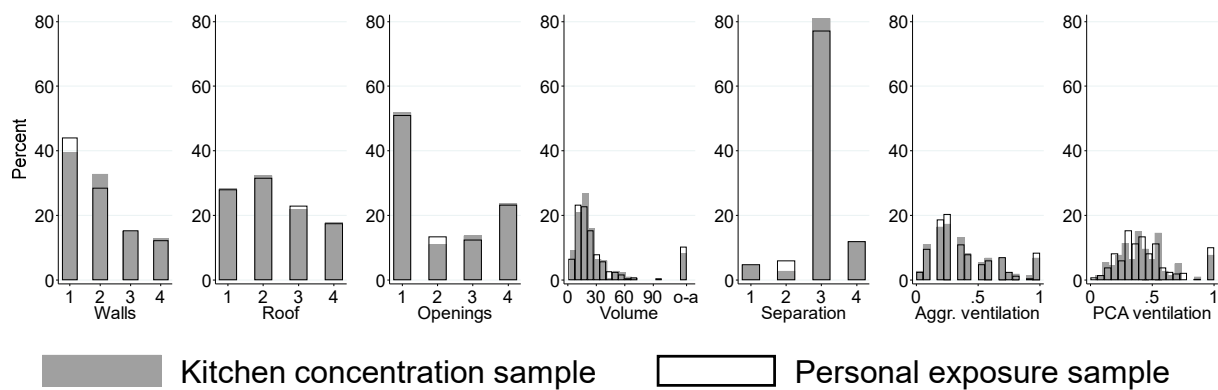 80 80 80 80 80 80 80
60 60 60 60 60 60 60
40 40 40 40 40 40 40
20 20 20 20 20 20 20
0 0 0 0 0 0 0
Percent
1 2 3 4 1 2 3 4 1 2 3 4 0 30 60 90 o-a 1 2 3 4 0 .5 1 0 .5 1
Walls Roof Openings Volume Separation Aggr. ventilation PCA ventilation
Kitchen concentration sample Personal exposure sample